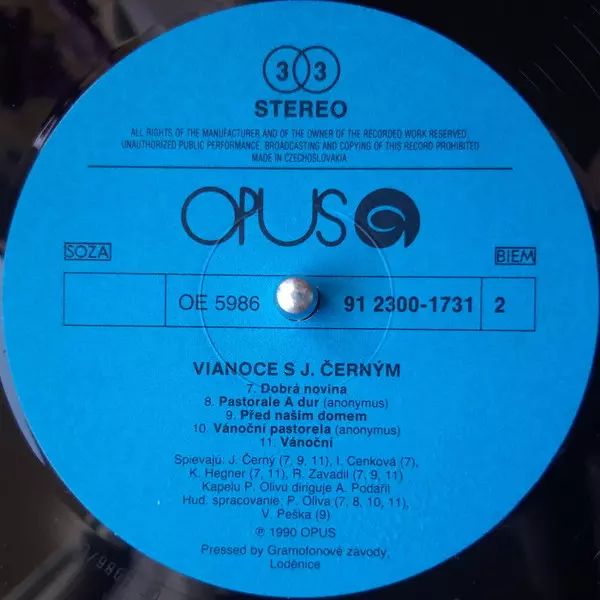 33
STEREO
ALL RIGHTS OF THE MANUFACTURER AND OF THE OWNER OF THE RECORDED WORK RESERVED.
UNAUTHORIZED PUBLIC PERFORMANCE, BROADCASTING AND COPYING OF THIS RECORD PROHIBITED
MADE IN CZECHOSLOVAKIA
OPUS
SOZA
BIEM
OE 5986 91 2300-1731 2
VIANOCE S J. ČERNÝM
7. Dobrá novina
8. Pastorale A dur (anonymus)
9. Před naším domem
10. Vánoční pastorela (anonymus)
11. Vánoční
Spievajú: J. Černý (7, 9, 11), I. Cenková (7),
K. Hegner (7, 11), R. Zavadil (7, 9, 11)
Kapelu P. Olivu diriguje A. Podařil
Hud. spracovanie: P. Oliva (7, 8, 10, 11),
V. Peška (9)
℗ 1990 OPUS
Pressed by Gramofonové závody,
Loděnice